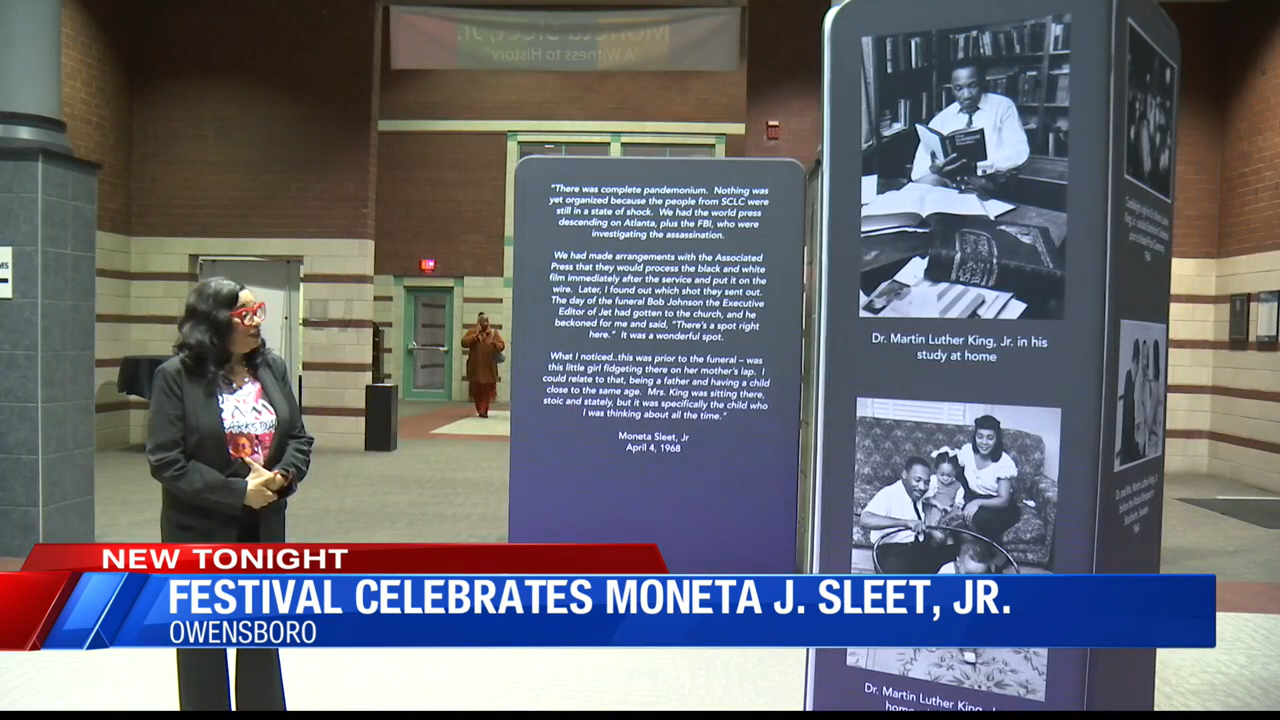 Moneta Sleet, Jr.
"A Witness to History"
"There was complete pandemonium. Nothing was
yet organized because the people from SCLC were
still in a state of shock. We had the world press
descending on Atlanta, plus the FBI, who were
investigating the assassination.
We had made arrangements with the Associated
Press that they would process the black and white
film immediately after the service and put it on the
wire. Later, I found out which shot they sent out.
The day of the funeral Bob Johnson the Executive
Editor of Jet had gotten to the church, and he
beckoned for me and said, "There's a spot right
here." It was a wonderful spot.
What I noticed..this was prior to the funeral – was
this little girl fidgeting there on her mother's lap. I
could relate to that, being a father and having a child
close to the same age. Mrs. King was sitting there,
stoic and stately, but it was specifically the child who
I was thinking about all the time."
Moneta Sleet, Jr
April 4, 1968
Dr. Martin Luther King, Jr. in his
study at home
Dr. Martin Luther King, J
1964
1964
MS
NEW TONIGHT
FESTIVAL CELEBRATES MONETA J. SLEET, JR.
OWENSBORO